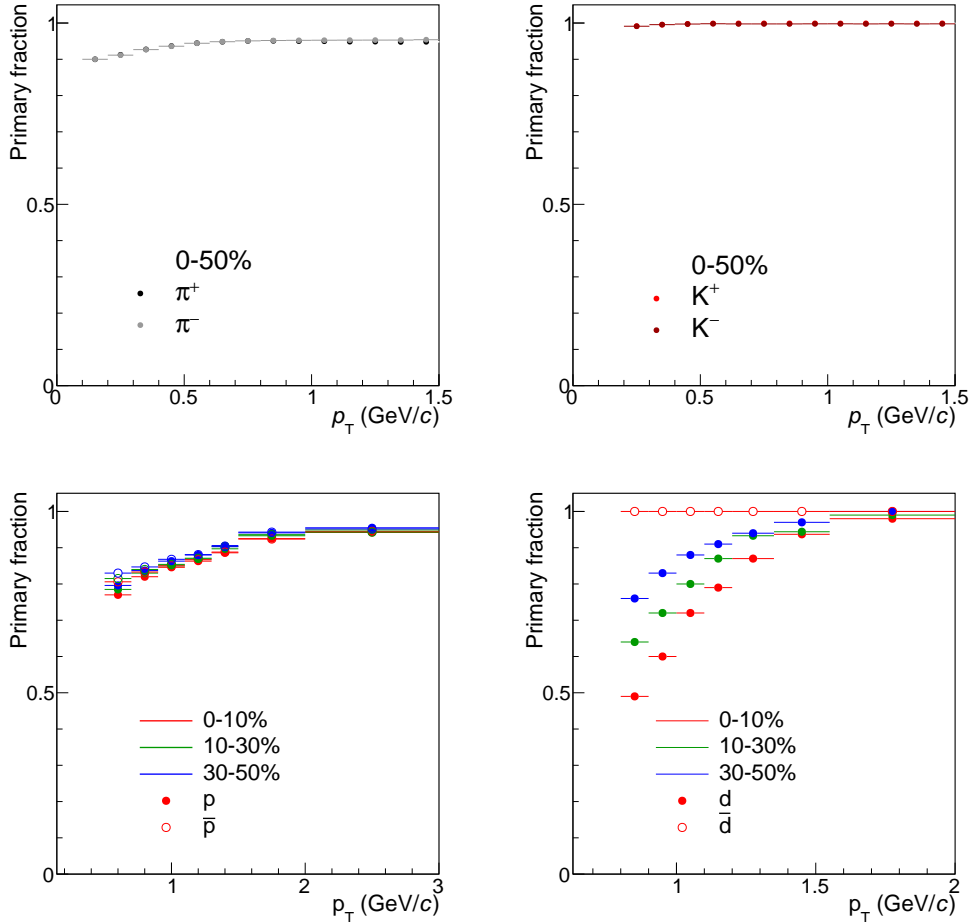 Primary fraction
1
0.5
0
0-50%
π⁺
π⁻
0.5
1
1.5
p_T (GeV/c)
Primary fraction
1
0.5
0
0-50%
K⁺
K⁻
0
0.5
1
1.5
p_T (GeV/c)
Primary fraction
1
0.5
0
0-10%
10-30%
30-50%
p
p̅
1
2
3
p_T (GeV/c)
Primary fraction
1
0.5
0
0-10%
10-30%
30-50%
d
d̅
1
1.5
2
p_T (GeV/c)